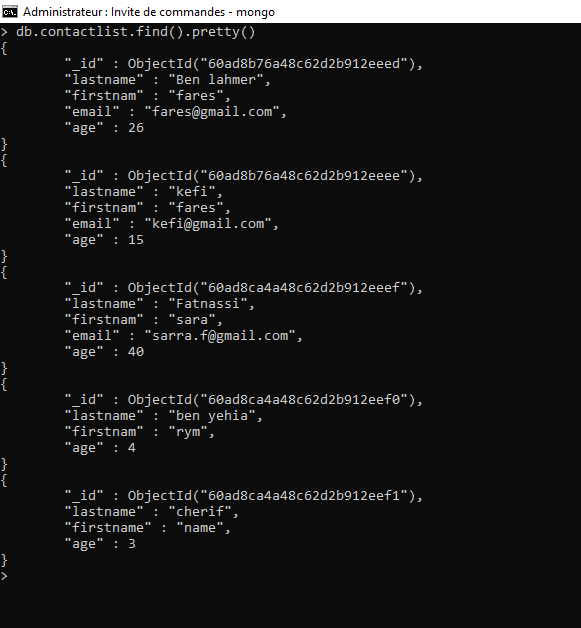 Administrateur : Invite de commandes - mongo
> db.contactlist.find().pretty()
{
"_id" : ObjectId("60ad8b76a48c62d2b912eeed"),
"lastname" : "Ben lahmer",
"firstnam" : "fares",
"email" : "fares@gmail.com",
"age" : 26
}
{
"_id" : ObjectId("60ad8b76a48c62d2b912eeee"),
"lastname" : "kefi",
"firstnam" : "fares",
"email" : "kefi@gmail.com",
"age" : 15
}
{
"_id" : ObjectId("60ad8ca4a48c62d2b912eeef"),
"lastname" : "Fatnassi",
"firstnam" : "sara",
"email" : "sarra.f@gmail.com",
"age" : 40
}
{
"_id" : ObjectId("60ad8ca4a48c62d2b912eef0"),
"lastname" : "ben yehia",
"firstnam" : "rym",
"age" : 4
}
{
"_id" : ObjectId("60ad8ca4a48c62d2b912eef1"),
"lastname" : "cherif",
"firstname" : "name",
"age" : 3
}
>